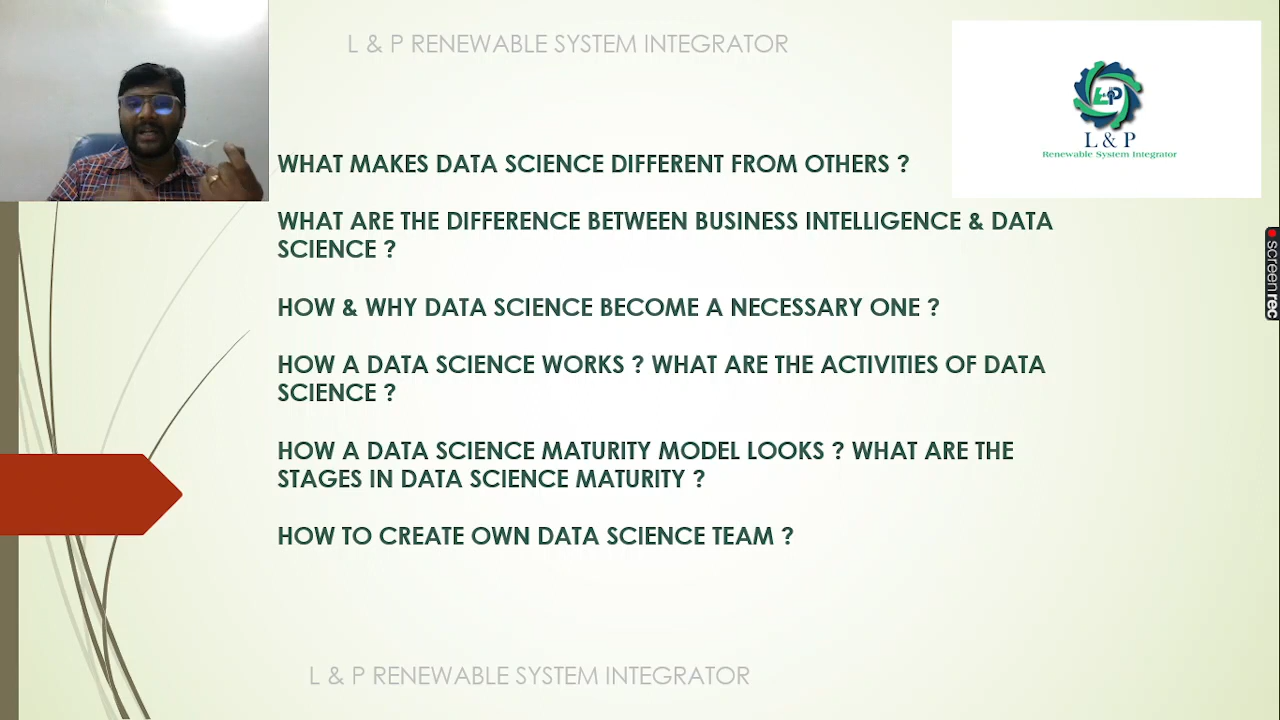 L & P RENEWABLE SYSTEM INTEGRATOR
L&P
L & P
Renewable System Integrator
WHAT MAKES DATA SCIENCE DIFFERENT FROM OTHERS ?
WHAT ARE THE DIFFERENCE BETWEEN BUSINESS INTELLIGENCE & DATA
SCIENCE ?
HOW & WHY DATA SCIENCE BECOME A NECESSARY ONE ?
HOW A DATA SCIENCE WORKS ? WHAT ARE THE ACTIVITIES OF DATA
SCIENCE ?
HOW A DATA SCIENCE MATURITY MODEL LOOKS ? WHAT ARE THE
STAGES IN DATA SCIENCE MATURITY ?
HOW TO CREATE OWN DATA SCIENCE TEAM ?
L & P RENEWABLE SYSTEM INTEGRATOR
screenrec